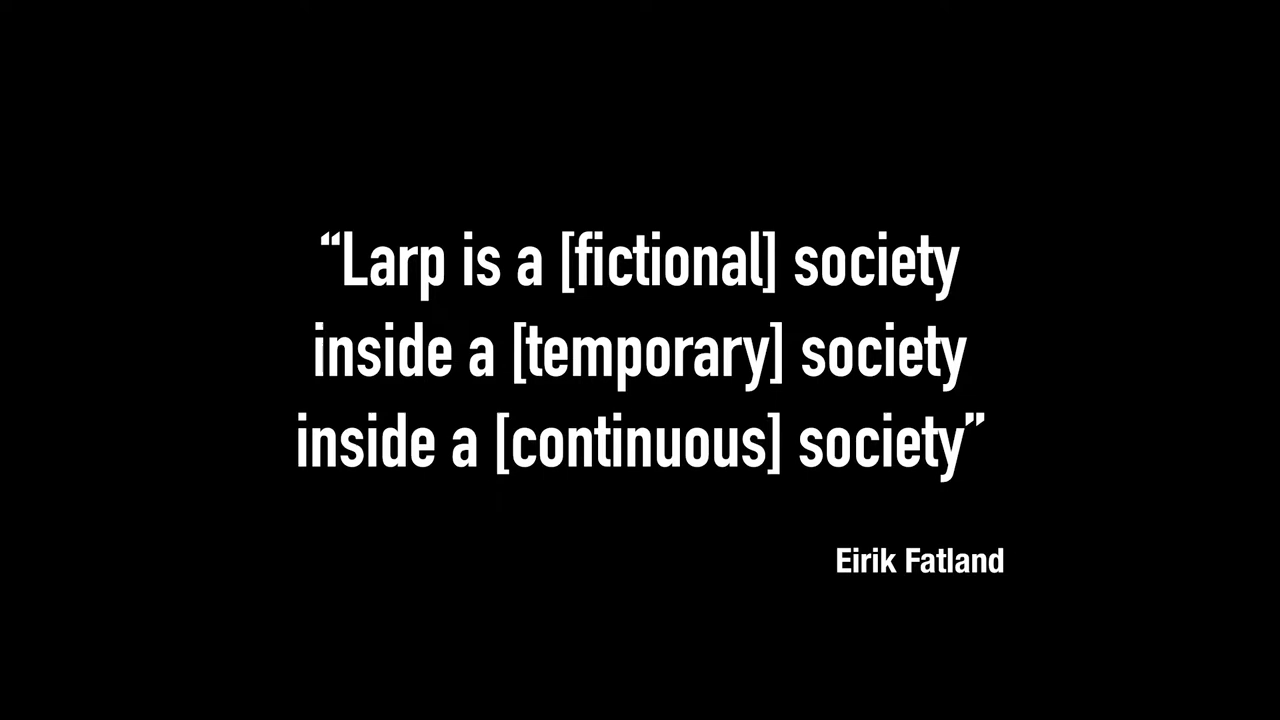 “Larp is a [fictional] society
inside a [temporary] society
inside a [continuous] society”
Eirik Fatland